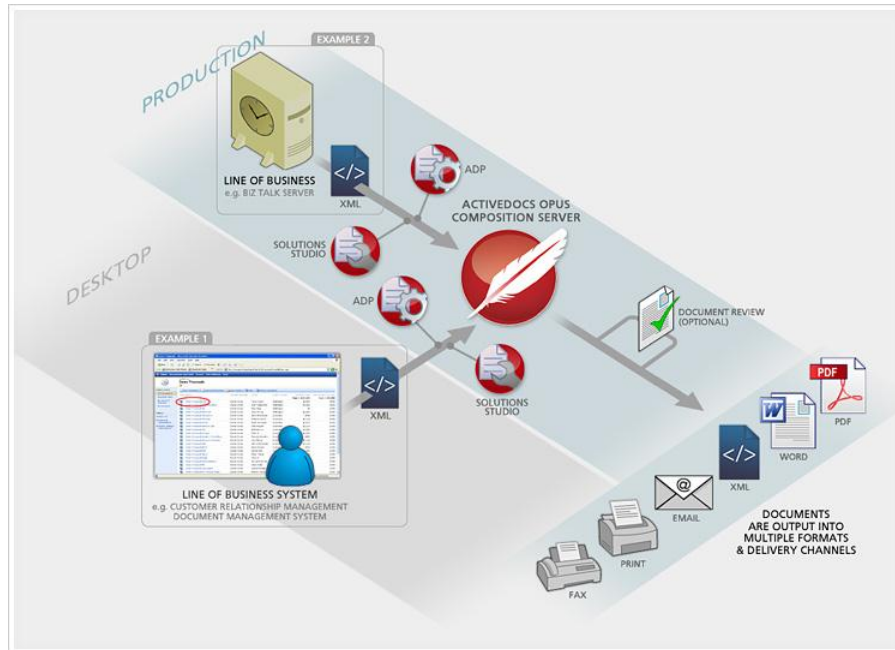 EXAMPLE 2
PRODUCTION
LINE OF BUSINESS
e.g. BIZ TALK SERVER
</>
XML
ADP
ACTIVEDOCS OPUS
COMPOSITION SERVER
SOLUTIONS
STUDIO
DESKTOP
ADP
DOCUMENT REVIEW
(OPTIONAL)
EXAMPLE 1
</>
XML
SOLUTIONS
STUDIO
LINE OF BUSINESS SYSTEM
e.g. CUSTOMER RELATIONSHIP MANAGEMENT
DOCUMENT MANAGEMENT SYSTEM
PDF
PDF
W
WORD
</>
XML
@
EMAIL
PRINT
FAX
DOCUMENTS
ARE OUTPUT INTO
MULTIPLE FORMATS
& DELIVERY CHANNELS